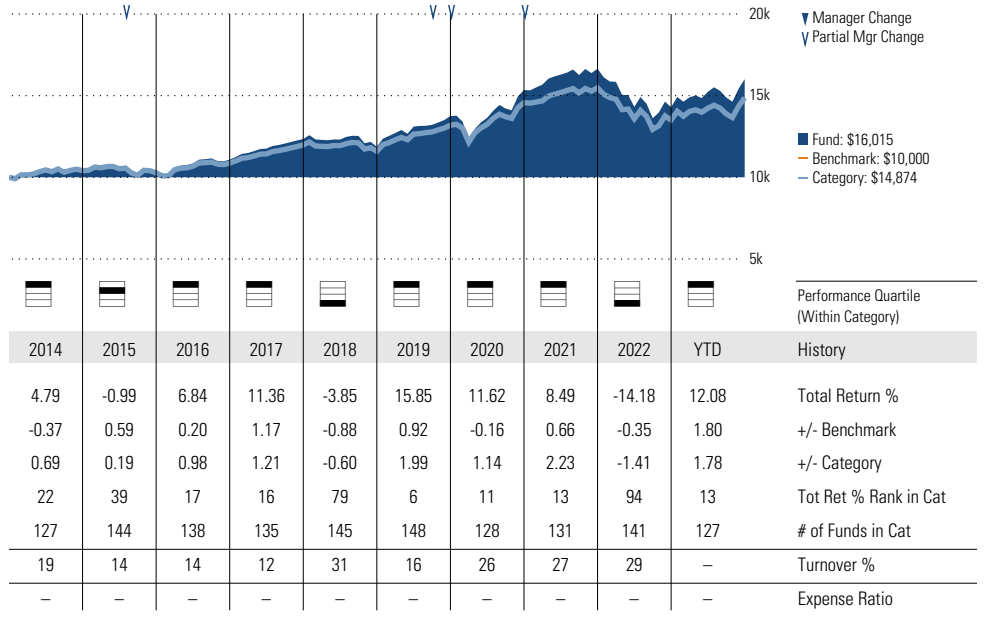 20k
Manager Change
Partial Mgr Change
15k
Fund: $16,015
Benchmark: $10,000
Category: $14,874
10k
5k
Performance Quartile
(Within Category)
2014 2015 2016 2017 2018 2019 2020 2021 2022 YTD History
4.79 -0.99 6.84 11.36 -3.85 15.85 11.62 8.49 -14.18 12.08 Total Return %
-0.37 0.59 0.20 1.17 -0.88 0.92 -0.16 0.66 -0.35 1.80 +/- Benchmark
0.69 0.19 0.98 1.21 -0.60 1.99 1.14 2.23 -1.41 1.78 +/- Category
22 39 17 16 79 6 11 13 94 13 Tot Ret % Rank in Cat
127 144 138 135 145 148 128 131 141 127 # of Funds in Cat
19 14 14 12 31 16 26 27 29 – Turnover %
– – – – – – – – – – Expense Ratio